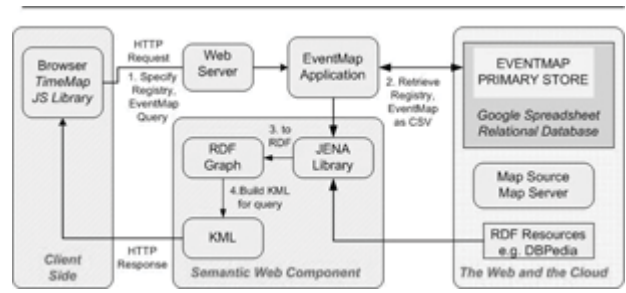 HTTP
Request
1. Specify
Registry,
EventMap
Query
Browser
TimeMap
JS Library
Web
Server
EventMap
Application
2. Retrieve
Registry,
EventMap
as CSV
EVENTMAP
PRIMARY STORE
Google Spreadsheet
Relational Database
3. to
RDF
RDF
Graph
JENA
Library
Map Source
Map Server
4.Build KML
for query
KML
RDF Resources
e.g. DBPedia
HTTP
Response
Client
Side
Semantic Web Component
The Web and the Cloud